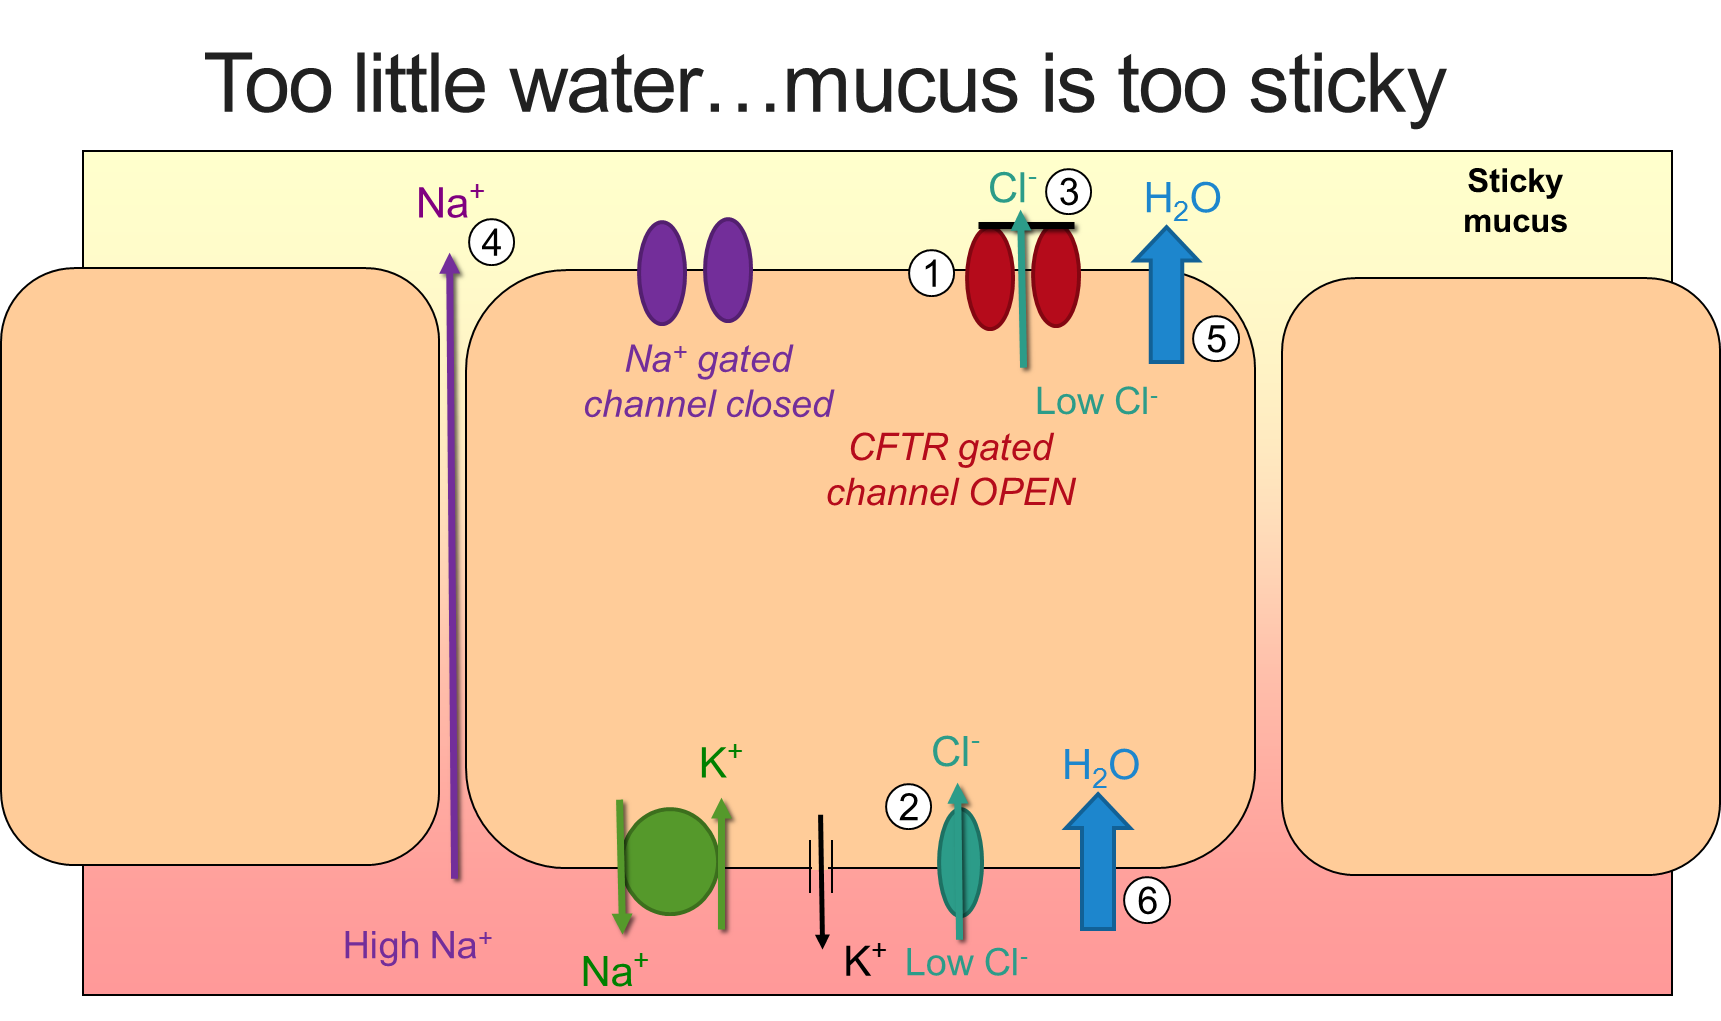 Too little water…mucus is too sticky
Na⁺
4
Cl⁻
3
H₂O
Sticky
mucus
1
5
Na⁺ gated
channel closed
Low Cl⁻
CFTR gated
channel OPEN
K⁺
Cl⁻
H₂O
2
6
High Na⁺
Na⁺
K⁺
Low Cl⁻